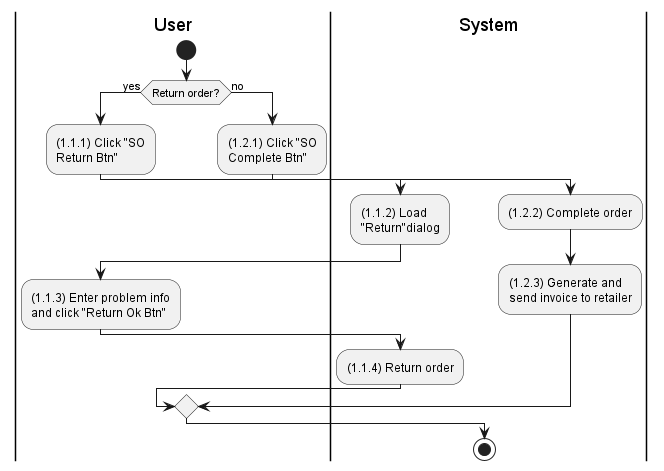 User
System
Return order?
yes
no
(1.1.1) Click "SO
Return Btn"
(1.2.1) Click "SO
Complete Btn"
(1.1.2) Load
"Return"dialog
(1.2.2) Complete order
(1.1.3) Enter problem info
and click "Return Ok Btn"
(1.2.3) Generate and
send invoice to retailer
(1.1.4) Return order